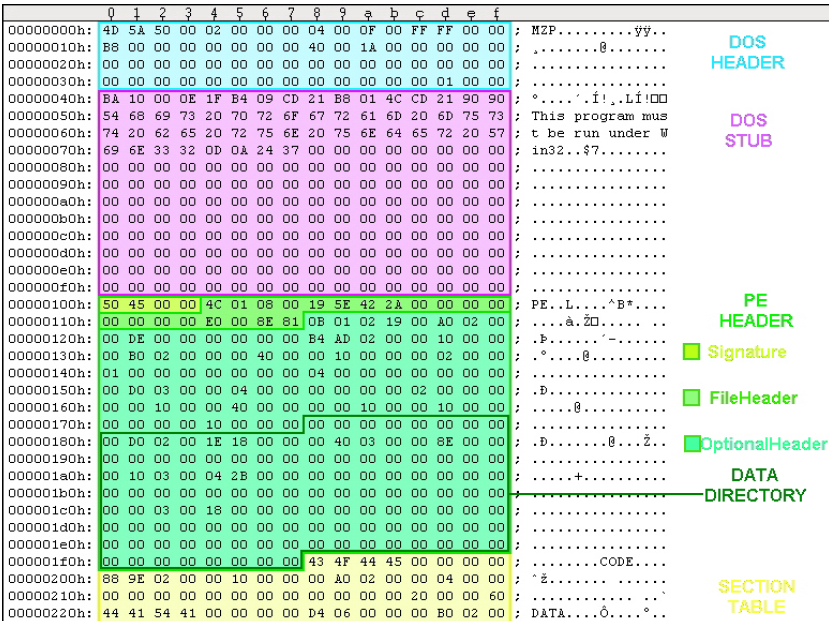 0 1 2 3 4 5 6 7 8 9 a b c d e f
00000000h: 4D 5A 50 00 02 00 00 00 04 00 0F 00 FF FF 00 00 ; MZP.........ÿÿ..
00000010h: B8 00 00 00 00 00 00 00 40 00 1A 00 00 00 00 00 ; ¸.......@.......
00000020h: 00 00 00 00 00 00 00 00 00 00 00 00 00 00 00 00 ; ................
00000030h: 00 00 00 00 00 00 00 00 00 00 00 00 00 01 00 00 ; ................
DOS
HEADER
00000040h: BA 10 00 0E 1F B4 09 CD 21 B8 01 4C CD 21 90 90 ; º....´.Í!¸.LÍ!□□
00000050h: 54 68 69 73 20 70 72 6F 67 72 61 6D 20 6D 75 73 ; This program mus
00000060h: 74 20 62 65 20 72 75 6E 20 75 6E 64 65 72 20 57 ; t be run under W
00000070h: 69 6E 33 32 0D 0A 24 37 00 00 00 00 00 00 00 00 ; in32..$7........
00000080h: 00 00 00 00 00 00 00 00 00 00 00 00 00 00 00 00 ; ................
00000090h: 00 00 00 00 00 00 00 00 00 00 00 00 00 00 00 00 ; ................
000000a0h: 00 00 00 00 00 00 00 00 00 00 00 00 00 00 00 00 ; ................
000000b0h: 00 00 00 00 00 00 00 00 00 00 00 00 00 00 00 00 ; ................
000000c0h: 00 00 00 00 00 00 00 00 00 00 00 00 00 00 00 00 ; ................
000000d0h: 00 00 00 00 00 00 00 00 00 00 00 00 00 00 00 00 ; ................
000000e0h: 00 00 00 00 00 00 00 00 00 00 00 00 00 00 00 00 ; ................
000000f0h: 00 00 00 00 00 00 00 00 00 00 00 00 00 00 00 00 ; ................
DOS
STUB
00000100h: 50 45 00 00 4C 01 08 00 19 5E 42 2A 00 00 00 00 ; PE..L....^B*....
00000110h: 00 00 00 00 E0 00 8E 81 0B 01 02 19 00 A0 02 00 ; ....à.Ž□..... ..
00000120h: 00 DE 00 00 00 00 00 00 B4 AD 02 00 00 10 00 00 ; .Þ......´-......
00000130h: 00 B0 02 00 00 00 40 00 00 10 00 00 00 02 00 00 ; .°....@.........
00000140h: 01 00 00 00 00 00 00 00 04 00 00 00 00 00 00 00 ; ................
00000150h: 00 D0 03 00 00 04 00 00 00 00 00 00 02 00 00 00 ; .Ð..............
00000160h: 00 00 10 00 00 40 00 00 00 00 10 00 00 10 00 00 ; .....@..........
00000170h: 00 00 00 00 10 00 00 00 00 00 00 00 00 00 00 00 ; ................
00000180h: 00 D0 02 00 1E 18 00 00 00 40 03 00 00 8E 00 00 ; .Ð.......@...Ž..
00000190h: 00 00 00 00 00 00 00 00 00 00 00 00 00 00 00 00 ; ................
000001a0h: 00 10 03 00 04 2B 00 00 00 00 00 00 00 00 00 00 ; .....+..........
000001b0h: 00 00 00 00 00 00 00 00 00 00 00 00 00 00 00 00 ; ................
000001c0h: 00 00 03 00 18 00 00 00 00 00 00 00 00 00 00 00 ; ................
000001d0h: 00 00 00 00 00 00 00 00 00 00 00 00 00 00 00 00 ; ................
000001e0h: 00 00 00 00 00 00 00 00 00 00 00 00 00 00 00 00 ; ................
PE
HEADER
Signature
FileHeader
OptionalHeader
DATA
DIRECTORY
000001f0h: 00 00 00 00 00 00 00 00 43 4F 44 45 00 00 00 00 ; ........CODE....
00000200h: 88 9E 02 00 00 10 00 00 00 A0 02 00 00 04 00 00 ; ˆž....... ......
00000210h: 00 00 00 00 00 00 00 00 00 00 00 00 20 00 00 60 ; ............ ..`
00000220h: 44 41 54 41 00 00 00 00 D4 06 00 00 00 B0 02 00 ; DATA....Ô....°..
SECTION
TABLE